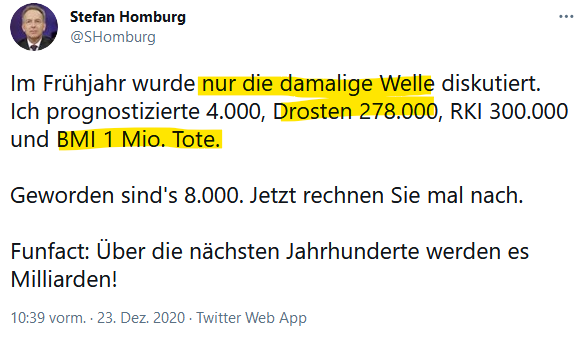 Stefan Homburg
@SHomburg
Im Frühjahr wurde nur die damalige Welle diskutiert.
Ich prognostizierte 4.000, Drosten 278.000, RKI 300.000
und BMI 1 Mio. Tote.
Geworden sind's 8.000. Jetzt rechnen Sie mal nach.
Funfact: Über die nächsten Jahrhunderte werden es
Milliarden!
10:39 vorm. · 23. Dez. 2020 · Twitter Web App